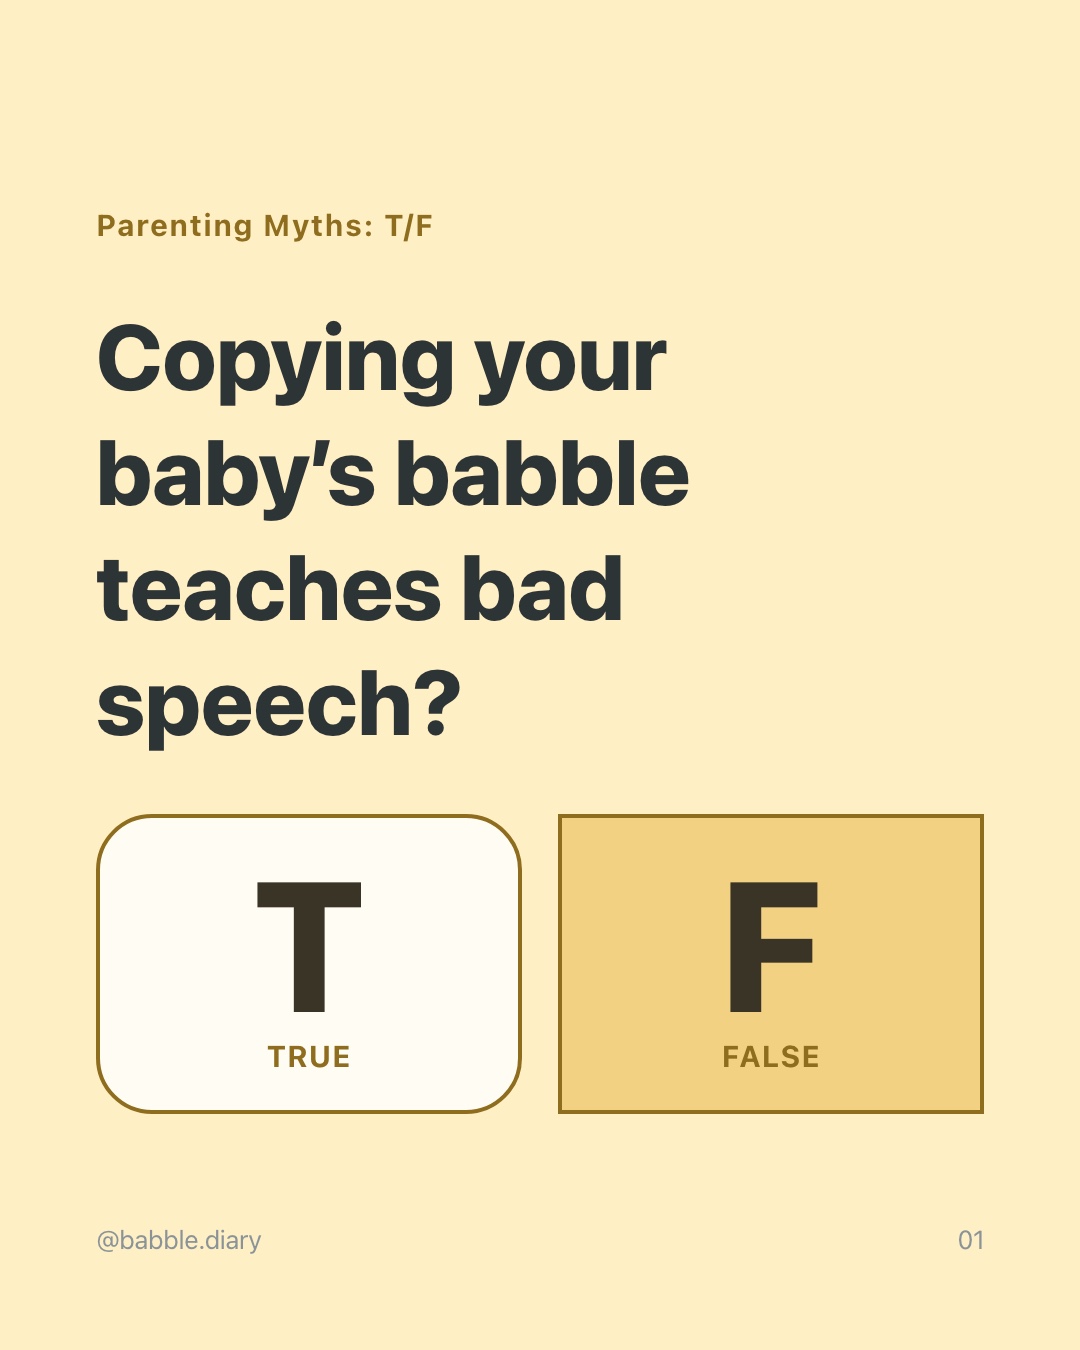 Parenting Myths: T/F
Copying your
baby’s babble
teaches bad
speech?
T
TRUE
F
FALSE
@babble.diary
01